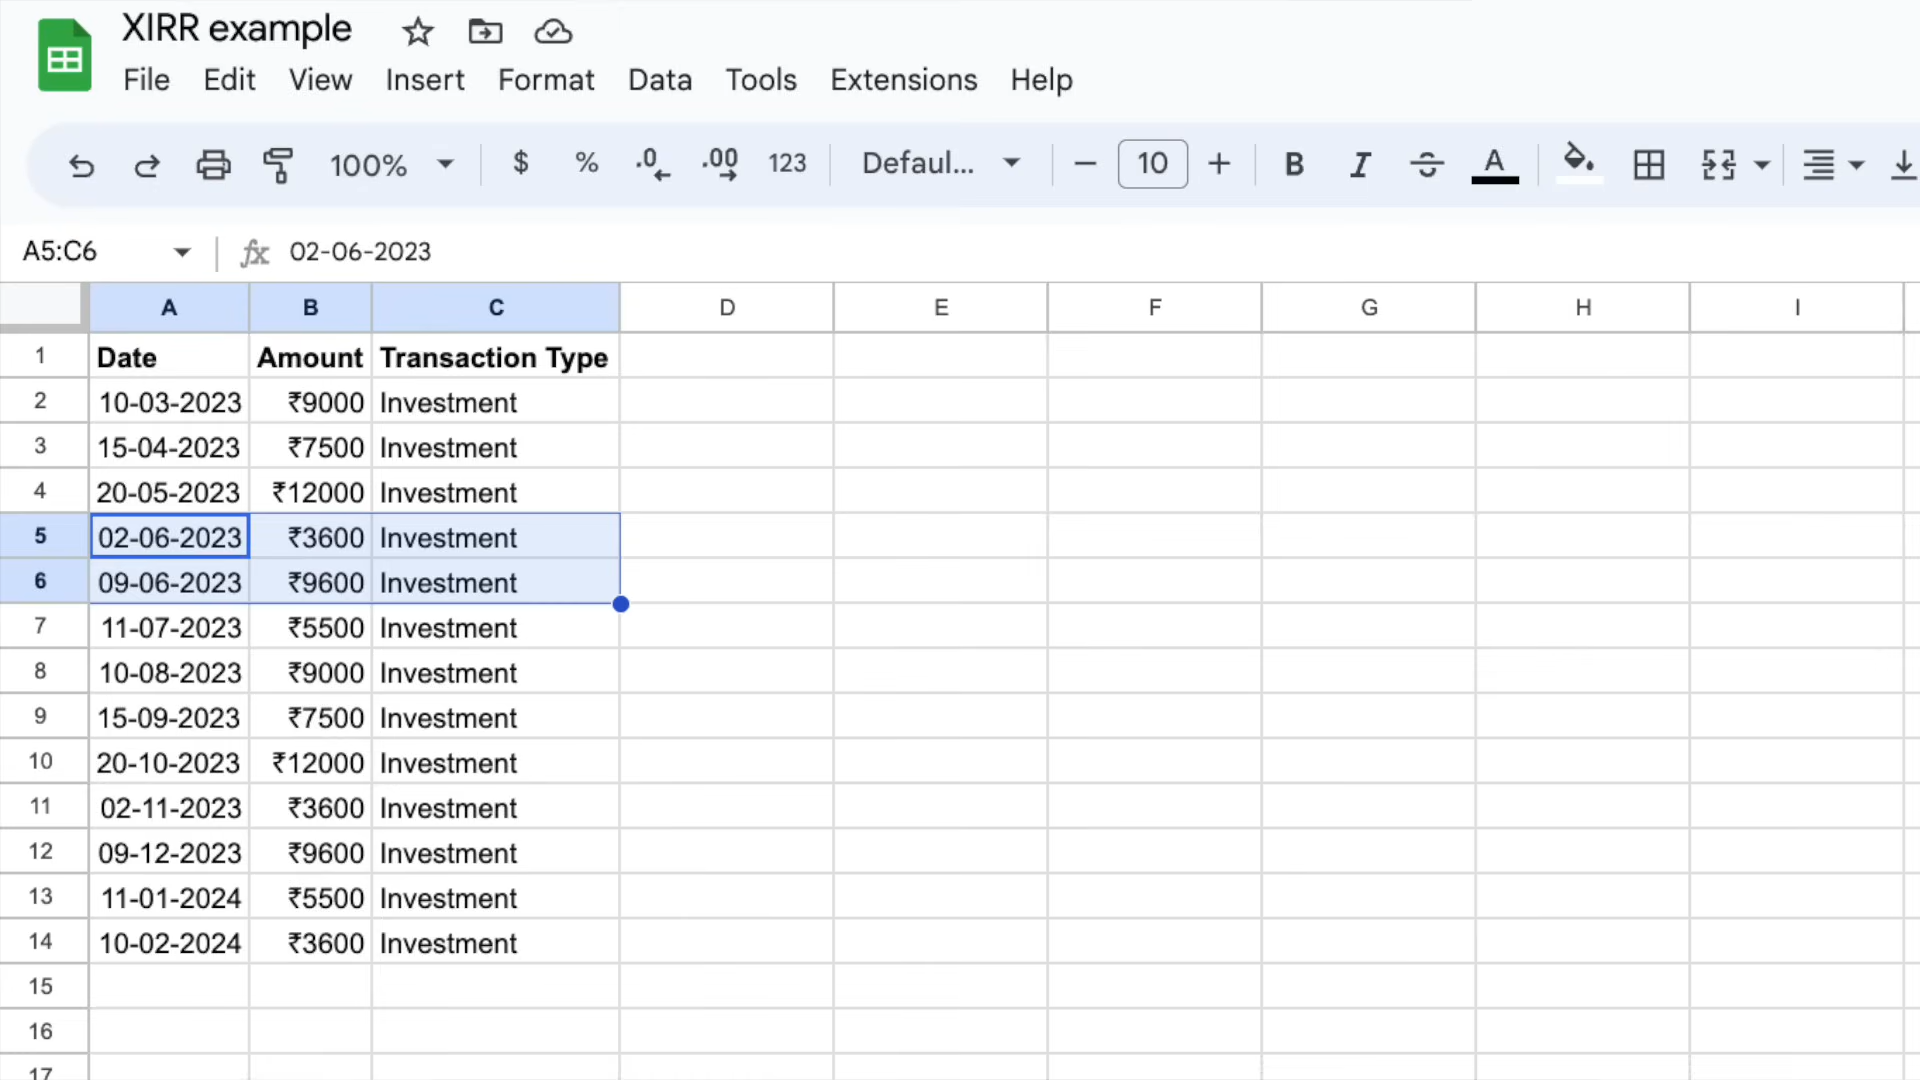 XIRR example
File Edit View Insert Format Data Tools Extensions Help
100% $ % .0 .00 123 Defaul... 10 B I S A
A5:C6 fx 02-06-2023
A B C D E F G H I
1 Date Amount Transaction Type
2 10-03-2023 ₹9000 Investment
3 15-04-2023 ₹7500 Investment
4 20-05-2023 ₹12000 Investment
5 02-06-2023 ₹3600 Investment
6 09-06-2023 ₹9600 Investment
7 11-07-2023 ₹5500 Investment
8 10-08-2023 ₹9000 Investment
9 15-09-2023 ₹7500 Investment
10 20-10-2023 ₹12000 Investment
11 02-11-2023 ₹3600 Investment
12 09-12-2023 ₹9600 Investment
13 11-01-2024 ₹5500 Investment
14 10-02-2024 ₹3600 Investment
15
16
17